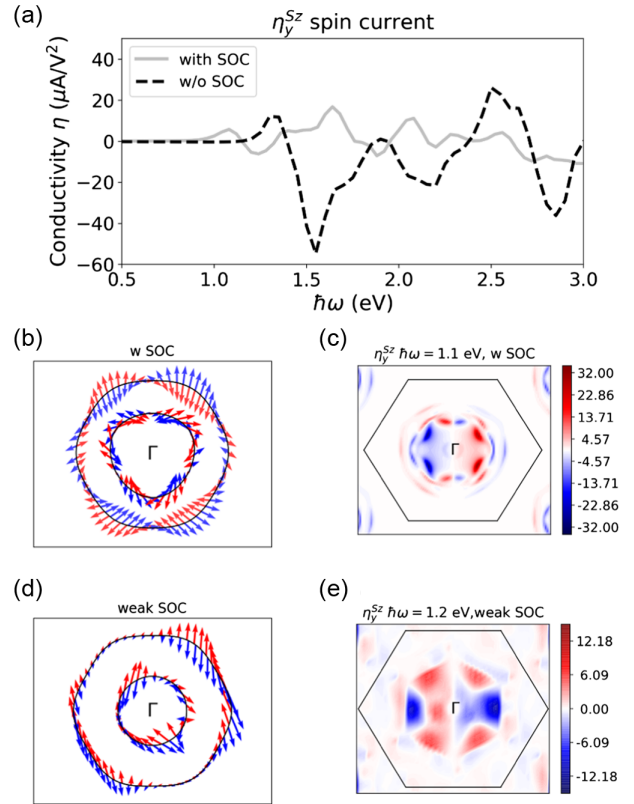 (a)
η_y^{Sz} spin current
with SOC
w/o SOC
Conductivity η (μA/V²)
40
20
0
−20
−40
−60
0.5 1.0 1.5 2.0 2.5 3.0
ħω (eV)
(b)
w SOC
Γ
(c)
η_y^{Sz} ħω = 1.1 eV, w SOC
Γ
32.00
22.86
13.71
4.57
-4.57
-13.71
-22.86
-32.00
(d)
weak SOC
Γ
(e)
η_y^{Sz} ħω = 1.2 eV,weak SOC
Γ
12.18
6.09
0.00
-6.09
-12.18